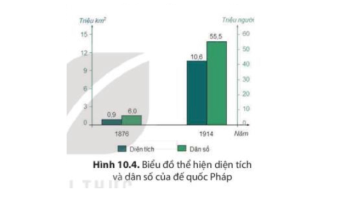 Triệu km²
Triệu người
15
12
9
6
3
0
60
50
40
30
20
10
0
0,9
6,0
10,6
55,5
1876
1914
Năm
Diện tích
Dân số
Hình 10.4. Biểu đồ thể hiện diện tích
và dân số của đế quốc Pháp